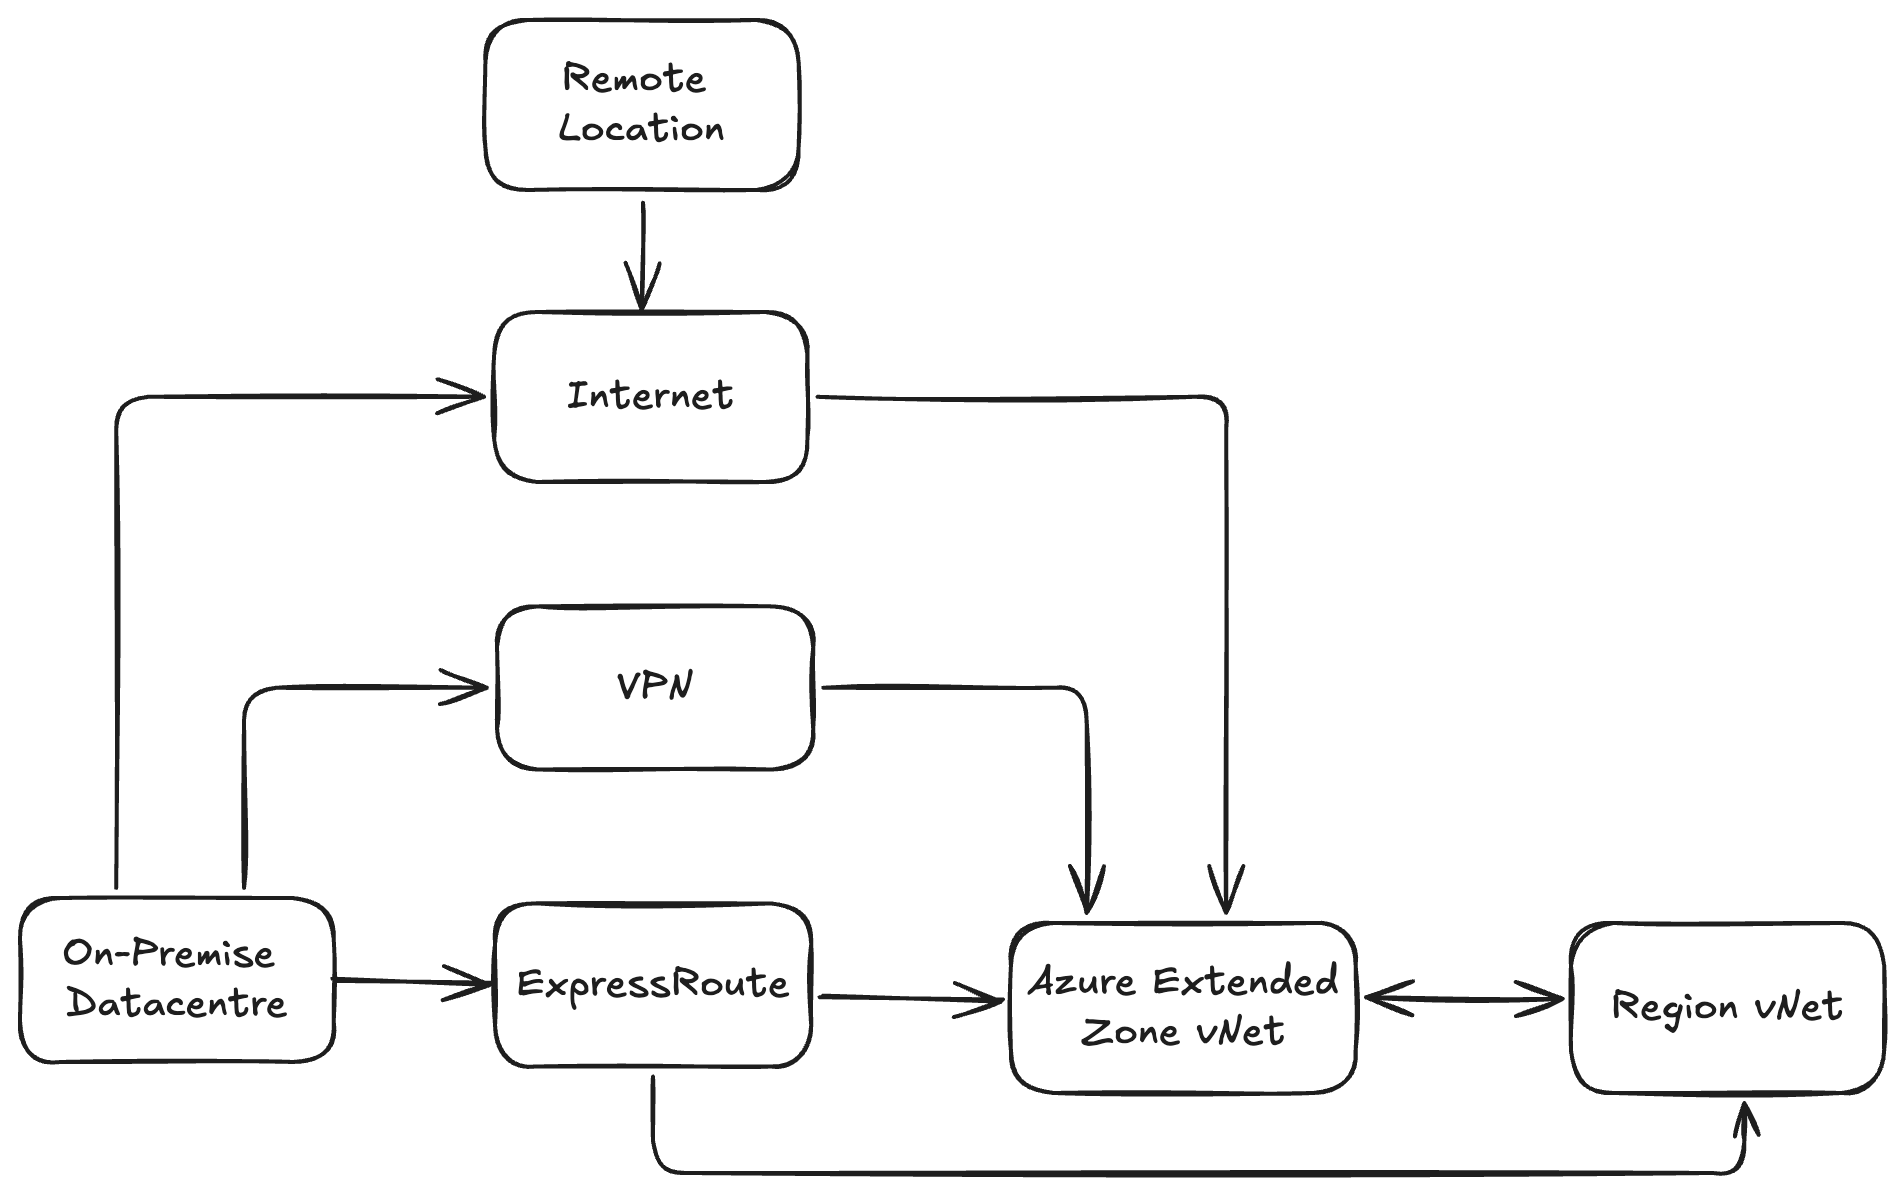 Remote
Location
Internet
VPN
On-Premise
Datacentre
ExpressRoute
Azure Extended
Zone vNet
Region vNet